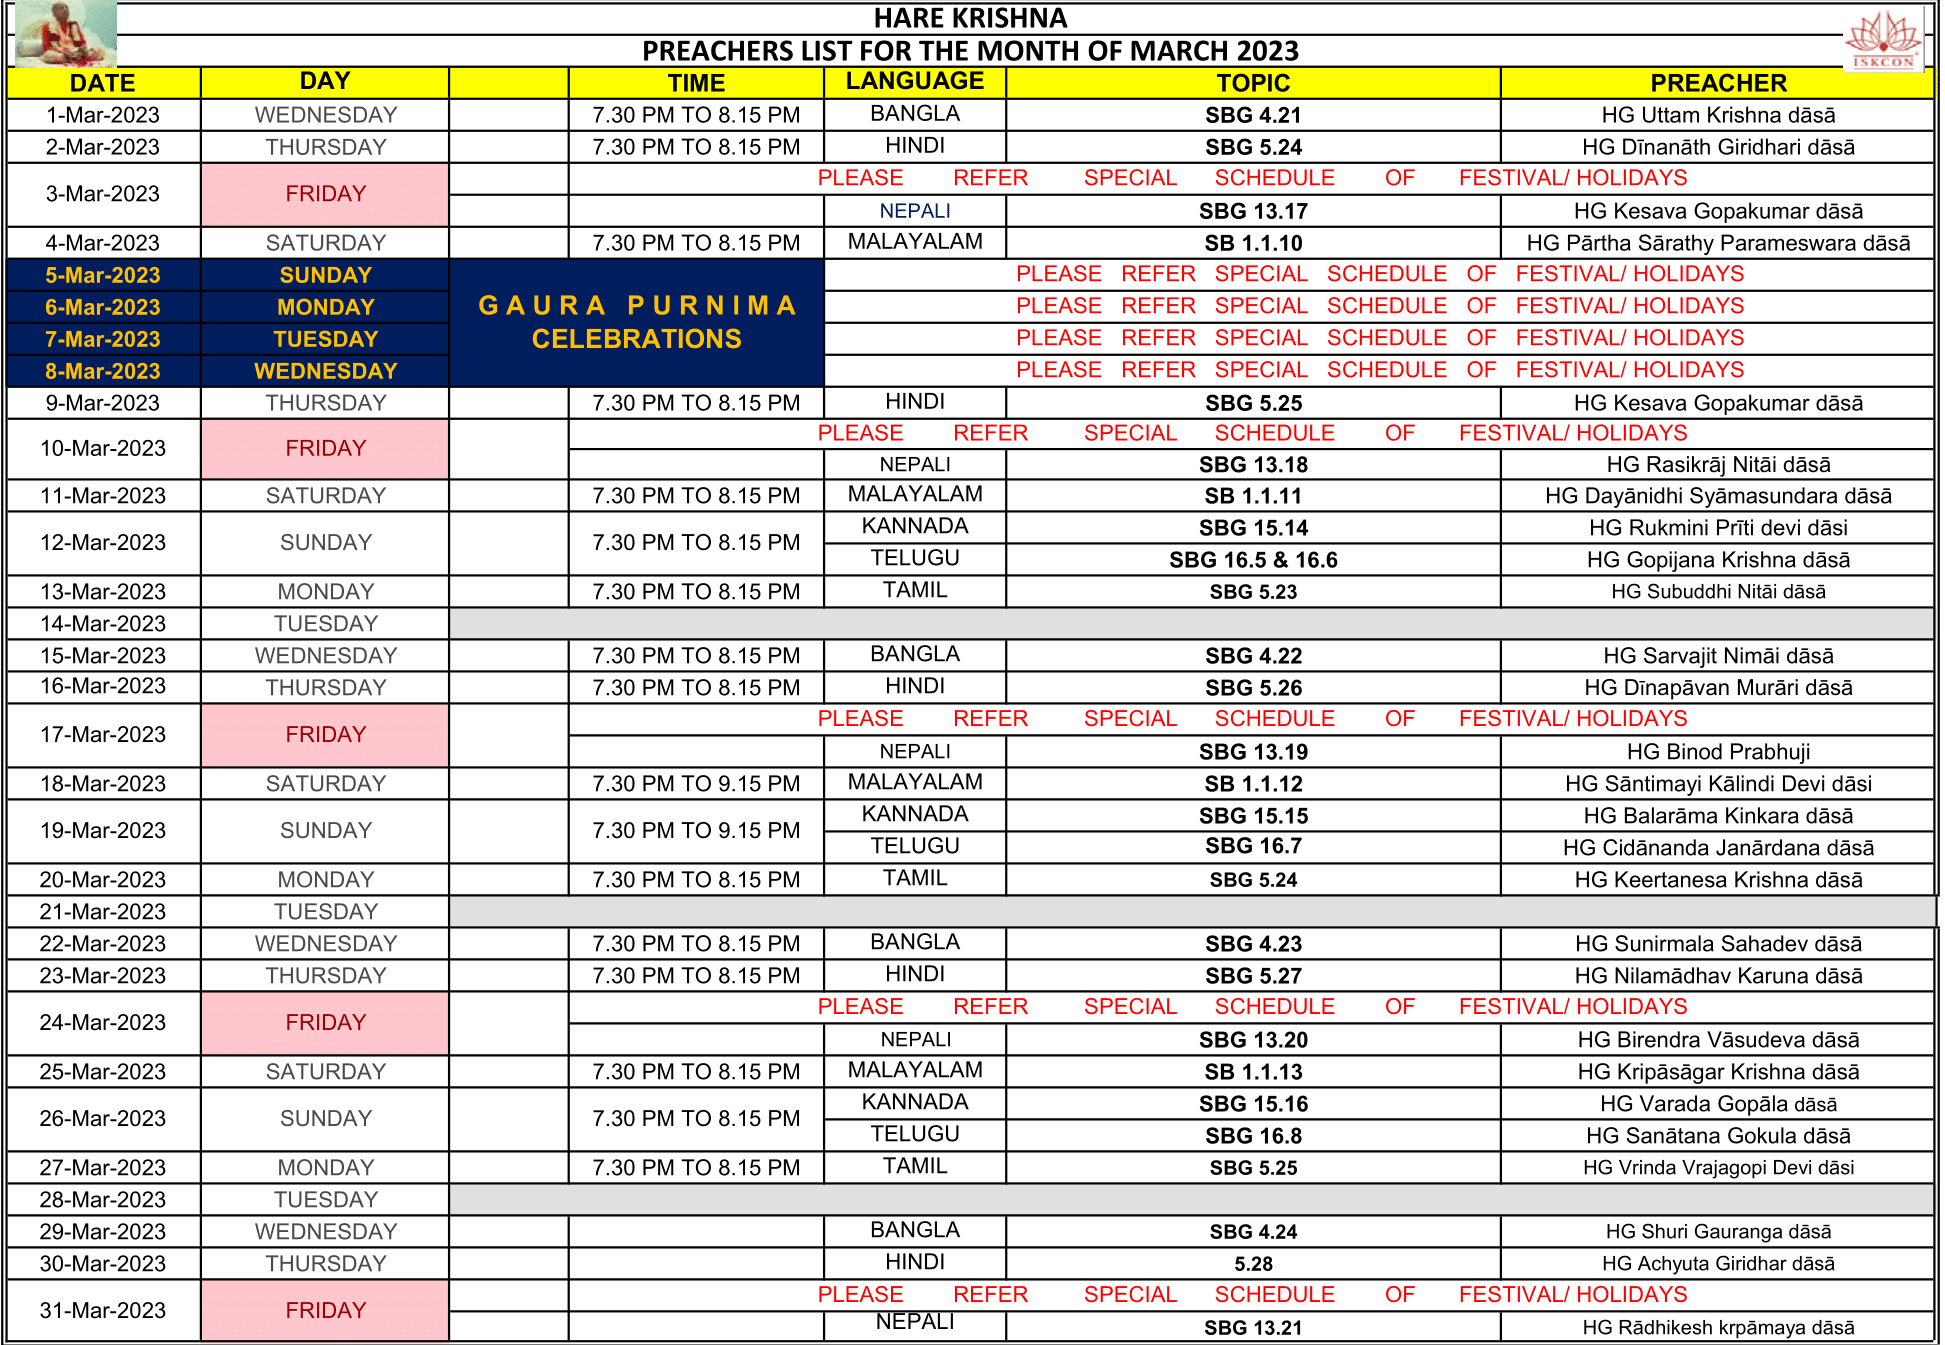 HARE KRISHNA
PREACHERS LIST FOR THE MONTH OF MARCH 2023
ISKCON
DATE DAY TIME LANGUAGE TOPIC PREACHER
1-Mar-2023 WEDNESDAY 7.30 PM TO 8.15 PM BANGLA SBG 4.21 HG Uttam Krishna dāsā
2-Mar-2023 THURSDAY 7.30 PM TO 8.15 PM HINDI SBG 5.24 HG Dīnanāth Giridhari dāsā
3-Mar-2023 FRIDAY PLEASE REFER SPECIAL SCHEDULE OF FESTIVAL/ HOLIDAYS
NEPALI SBG 13.17 HG Kesava Gopakumar dāsā
4-Mar-2023 SATURDAY 7.30 PM TO 8.15 PM MALAYALAM SB 1.1.10 HG Pārtha Sārathy Parameswara dāsā
5-Mar-2023 SUNDAY PLEASE REFER SPECIAL SCHEDULE OF FESTIVAL/ HOLIDAYS
6-Mar-2023 MONDAY GAURA PURNIMA PLEASE REFER SPECIAL SCHEDULE OF FESTIVAL/ HOLIDAYS
7-Mar-2023 TUESDAY CELEBRATIONS PLEASE REFER SPECIAL SCHEDULE OF FESTIVAL/ HOLIDAYS
8-Mar-2023 WEDNESDAY PLEASE REFER SPECIAL SCHEDULE OF FESTIVAL/ HOLIDAYS
9-Mar-2023 THURSDAY 7.30 PM TO 8.15 PM HINDI SBG 5.25 HG Kesava Gopakumar dāsā
10-Mar-2023 FRIDAY PLEASE REFER SPECIAL SCHEDULE OF FESTIVAL/ HOLIDAYS
NEPALI SBG 13.18 HG Rasikrāj Nitāi dāsā
11-Mar-2023 SATURDAY 7.30 PM TO 8.15 PM MALAYALAM SB 1.1.11 HG Dayānidhi Syāmasundara dāsā
12-Mar-2023 SUNDAY 7.30 PM TO 8.15 PM KANNADA SBG 15.14 HG Rukmini Prīti devi dāsi
TELUGU SBG 16.5 & 16.6 HG Gopijana Krishna dāsā
13-Mar-2023 MONDAY 7.30 PM TO 8.15 PM TAMIL SBG 5.23 HG Subuddhi Nitāi dāsā
14-Mar-2023 TUESDAY
15-Mar-2023 WEDNESDAY 7.30 PM TO 8.15 PM BANGLA SBG 4.22 HG Sarvajit Nimāi dāsā
16-Mar-2023 THURSDAY 7.30 PM TO 8.15 PM HINDI SBG 5.26 HG Dīnapāvan Murāri dāsā
17-Mar-2023 FRIDAY PLEASE REFER SPECIAL SCHEDULE OF FESTIVAL/ HOLIDAYS
NEPALI SBG 13.19 HG Binod Prabhuji
18-Mar-2023 SATURDAY 7.30 PM TO 9.15 PM MALAYALAM SB 1.1.12 HG Sāntimayi Kālindi Devi dāsi
19-Mar-2023 SUNDAY 7.30 PM TO 9.15 PM KANNADA SBG 15.15 HG Balarāma Kinkara dāsā
TELUGU SBG 16.7 HG Cidānanda Janārdana dāsā
20-Mar-2023 MONDAY 7.30 PM TO 8.15 PM TAMIL SBG 5.24 HG Keertanesa Krishna dāsā
21-Mar-2023 TUESDAY
22-Mar-2023 WEDNESDAY 7.30 PM TO 8.15 PM BANGLA SBG 4.23 HG Sunirmala Sahadev dāsā
23-Mar-2023 THURSDAY 7.30 PM TO 8.15 PM HINDI SBG 5.27 HG Nilamādhav Karuna dāsā
24-Mar-2023 FRIDAY PLEASE REFER SPECIAL SCHEDULE OF FESTIVAL/ HOLIDAYS
NEPALI SBG 13.20 HG Birendra Vāsudeva dāsā
25-Mar-2023 SATURDAY 7.30 PM TO 8.15 PM MALAYALAM SB 1.1.13 HG Kripāsāgar Krishna dāsā
26-Mar-2023 SUNDAY 7.30 PM TO 8.15 PM KANNADA SBG 15.16 HG Varada Gopāla dāsā
TELUGU SBG 16.8 HG Sanātana Gokula dāsā
27-Mar-2023 MONDAY 7.30 PM TO 8.15 PM TAMIL SBG 5.25 HG Vrinda Vrajagopi Devi dāsi
28-Mar-2023 TUESDAY
29-Mar-2023 WEDNESDAY BANGLA SBG 4.24 HG Shuri Gauranga dāsā
30-Mar-2023 THURSDAY HINDI 5.28 HG Achyuta Giridhar dāsā
31-Mar-2023 FRIDAY PLEASE REFER SPECIAL SCHEDULE OF FESTIVAL/ HOLIDAYS
NEPALI SBG 13.21 HG Rādhikesh krpāmaya dāsā